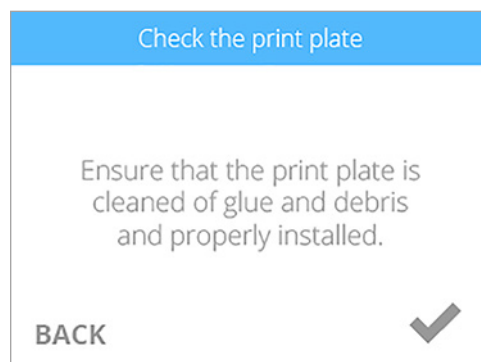 Check the print plate
Ensure that the print plate is
cleaned of glue and debris
and properly installed.
BACK